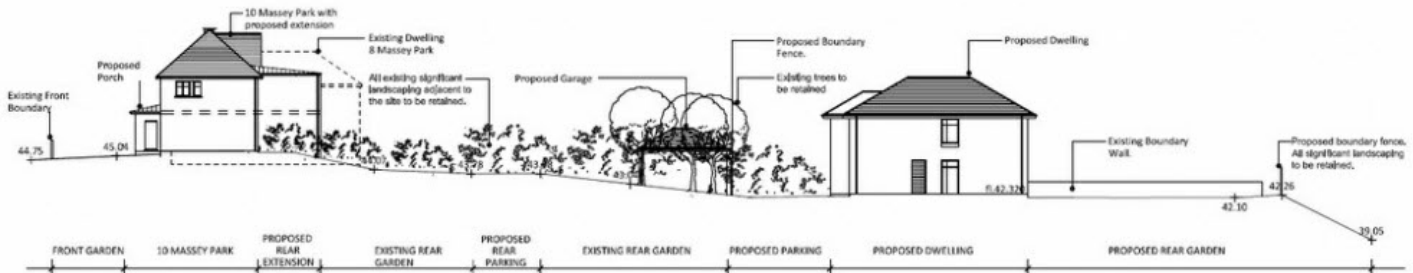 10 Massey Park with
proposed extension
Existing Dwelling
8 Massey Park
Proposed
Porch
Existing Front
Boundary
All existing significant
landscaping adjacent to
the site to be retained.
Proposed Garage
Proposed Boundary
Fence.
Existing trees to
be retained
Proposed Dwelling
Existing Boundary
Wall.
Proposed boundary fence.
All significant landscaping
to be retained.
44.75
45.04
fl.42.320
42.10
42.26
39.05
FRONT GARDEN
10 MASSEY PARK
PROPOSED
REAR
EXTENSION
EXISTING REAR
GARDEN
PROPOSED
REAR
PARKING
EXISTING REAR GARDEN
PROPOSED PARKING
PROPOSED DWELLING
PROPOSED REAR GARDEN